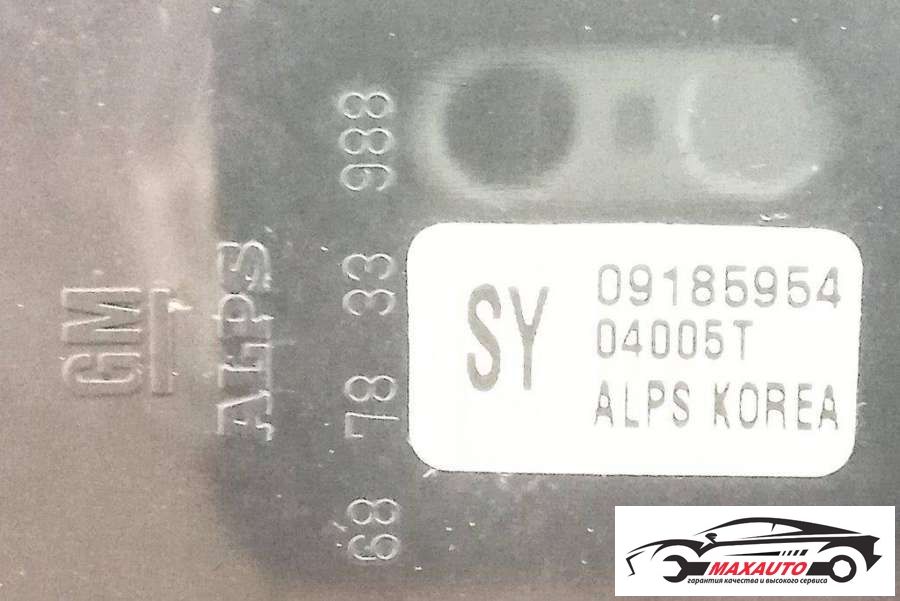 GM
ALPS
68 78 33 988
SY
09185954
04005T
ALPS KOREA
MAXAUTO
гарантия качества и высокого сервиса